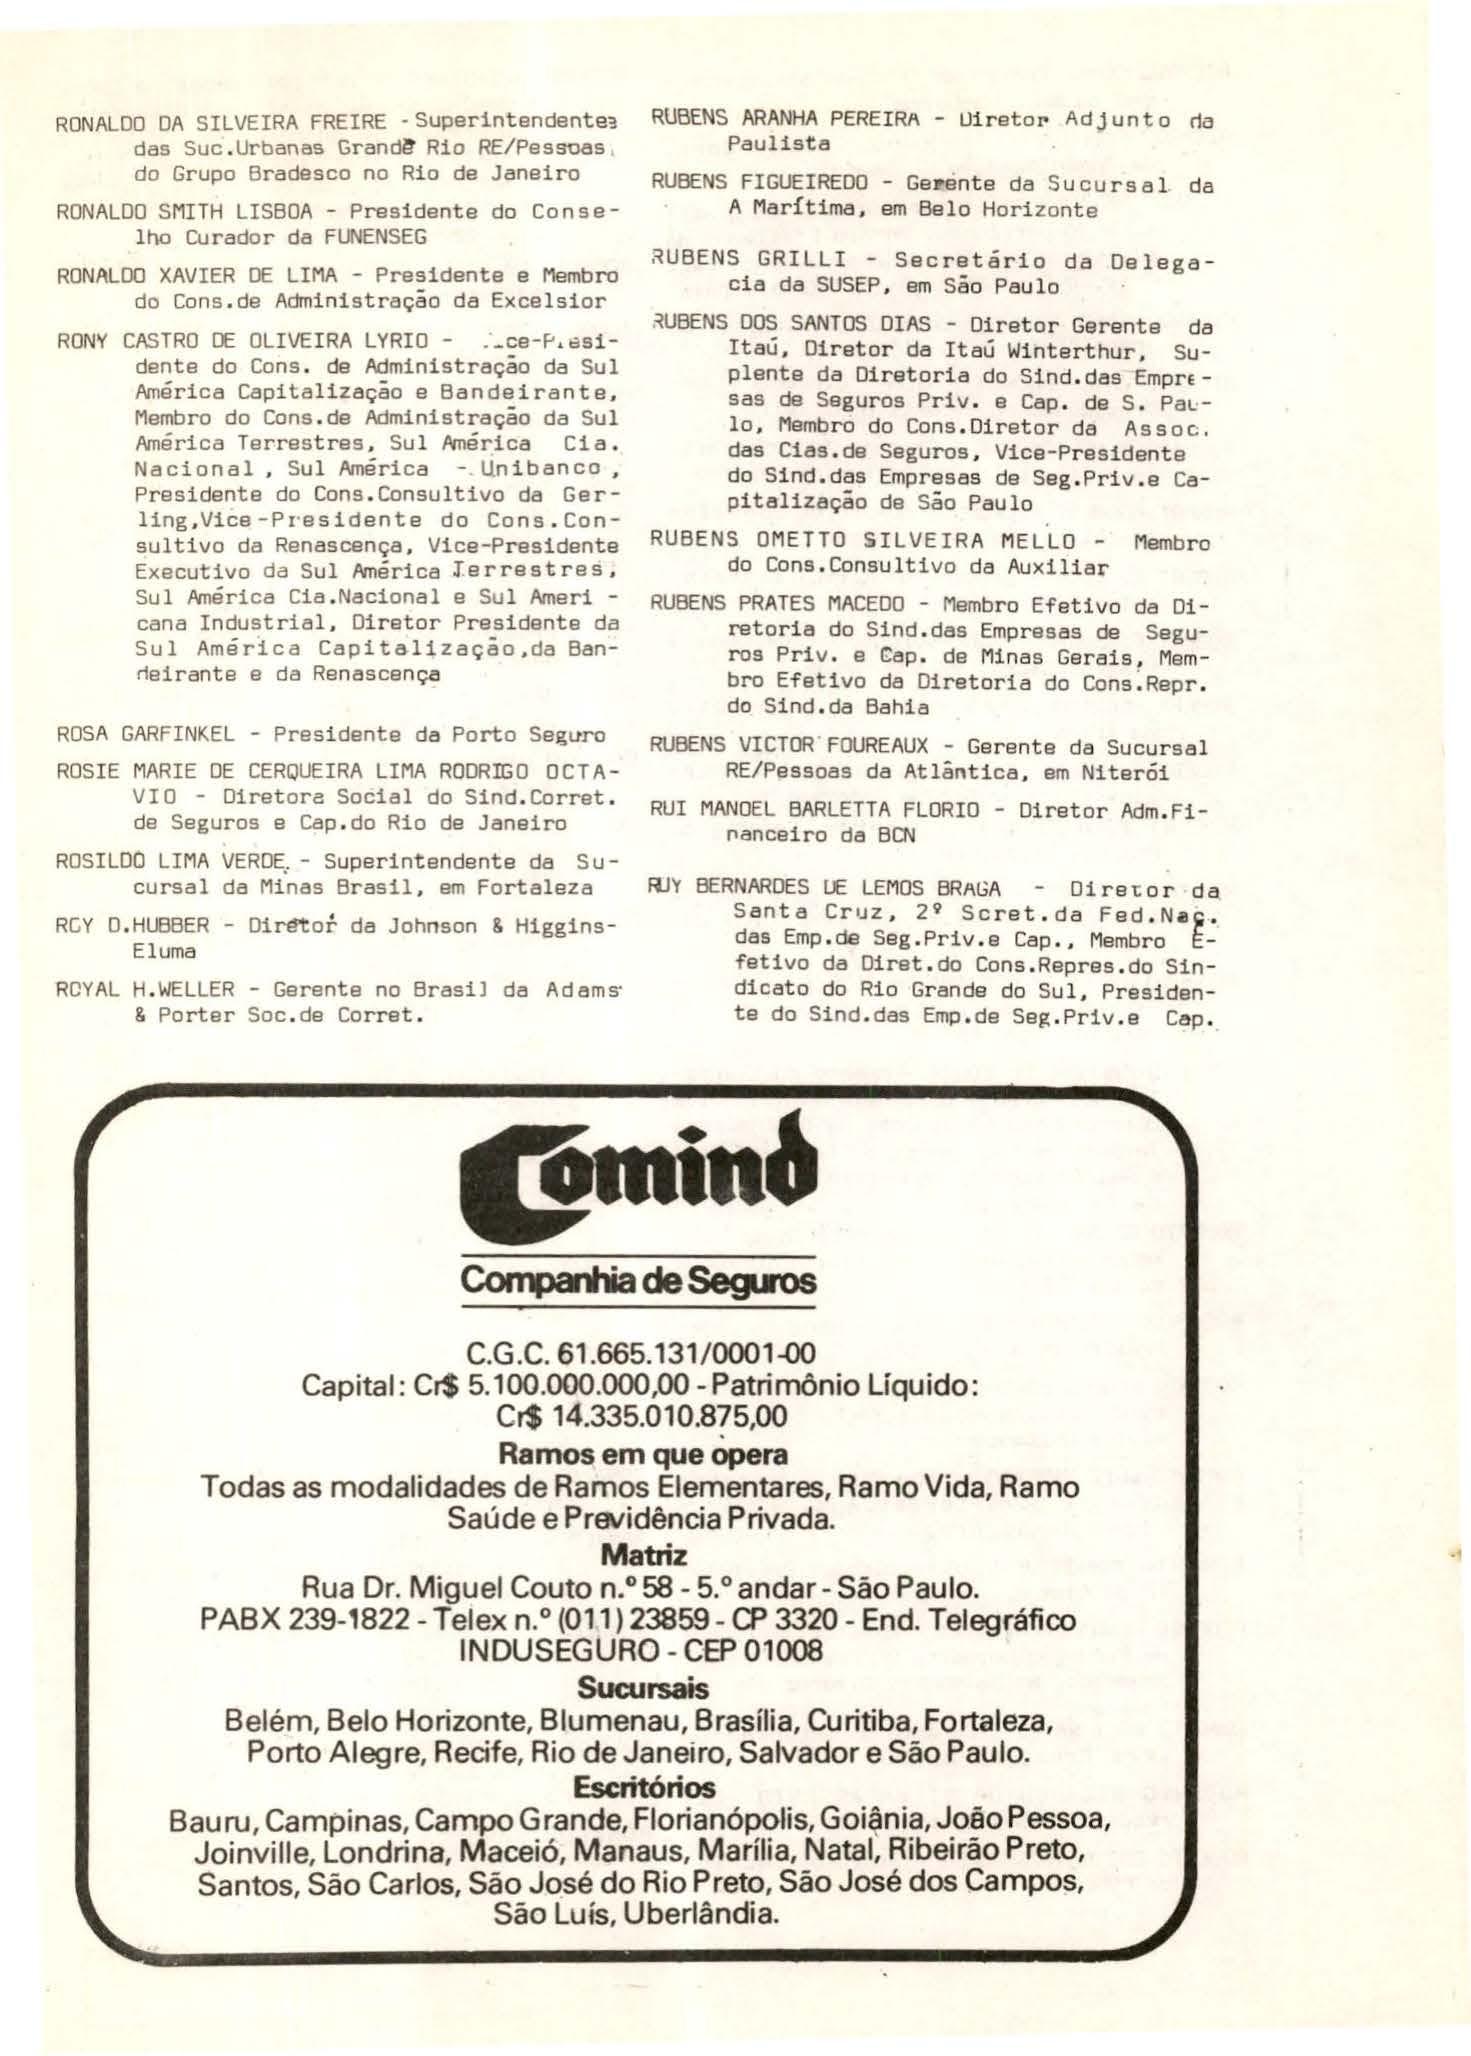 RONALDO DA SILVEIRA FREIRE - Superintendentes
das Suc.Urbanas Grande Rio RE/Pessoas,
do Grupo Bradesco no Rio de Janeiro
RONALDO SMITH LISBOA - Presidente do Conse-
lho Curador da FUNENSEG
RONALDO XAVIER DE LIMA - Presidente e Membro
do Cons.de Administração da Excelsior
RONY CASTRO DE OLIVEIRA LYRIO - Vice-Presi-
dente do Cons. de Administração da Sul
América Capitalização e Bandeirante,
Membro do Cons.de Administração da Sul
América Terrestres, Sul América Cia.
Nacional, Sul América - Unibanco,
Presidente do Cons.Consultivo da Ger-
ling,Vice-Presidente do Cons.Con-
sultivo da Renascença, Vice-Presidente
Executivo da Sul América Terrestres,
Sul América Cia.Nacional e Sul Ameri -
cana Industrial, Diretor Presidente da
Sul América Capitalização,da Ban-
deirante e da Renascença
ROSA GARFINKEL - Presidente da Porto Seguro
ROSIE MARIE DE CERQUEIRA LIMA RODRIGO OCTA-
VIO - Diretora Social do Sind.Corret.
de Seguros e Cap.do Rio de Janeiro
ROSILDO LIMA VERDE. - Superintendente da Su-
cursal da Minas Brasil, em Fortaleza
ROY D.HUBBER - Diretor da Johnson & Higgins-
Eluma
ROYAL H.WELLER - Gerente no Brasil da Adams
& Porter Soc.de Corret.
RUBENS ARANHA PEREIRA - Diretor Adjunto da
Paulista
RUBENS FIGUEIREDO - Gerente da Sucursal da
A Marítima, em Belo Horizonte
RUBENS GRILLI - Secretário da Delega-
cia da SUSEP, em São Paulo
RUBENS DOS SANTOS DIAS - Diretor Gerente da
Itaú, Diretor da Itaú Winterthur, Su-
plente da Diretoria do Sind.das Empre-
sas de Seguros Priv. e Cap. de S. Pau-
lo, Membro do Cons.Diretor da Assoc.
das Cias.de Seguros, Vice-Presidente
do Sind.das Empresas de Seg.Priv.e Ca-
pitalização de São Paulo
RUBENS OMETTO SILVEIRA MELLO - Membro
do Cons.Consultivo da Auxiliar
RUBENS PRATES MACEDO - Membro Efetivo da Di-
retoria do Sind.das Empresas de Segu-
ros Priv. e Cap. de Minas Gerais, Mem-
bro Efetivo da Diretoria do Cons.Repr.
do Sind.da Bahia
RUBENS VICTOR FOUREAUX - Gerente da Sucursal
RE/Pessoas da Atlântica, em Niterói
RUI MANOEL BARLETTA FLORIO - Diretor Adm.Fi-
nanceiro da BCN
RUY BERNARDES DE LEMOS BRAGA - Diretor da
Santa Cruz, 2º Scret.da Fed.Naç.
das Emp.de Seg.Priv.e Cap., Membro E-
fetivo da Diret.do Cons.Repres.do Sin-
dicato do Rio Grande do Sul, Presiden-
te do Sind.das Emp.de Seg.Priv.e Cap.
Comind
Companhia de Seguros
C.G.C. 61.665.131/0001-00
Capital: Cr$ 5.100.000.000,00 - Patrimônio Líquido:
Cr$ 14.335.010.875,00
Ramos em que opera
Todas as modalidades de Ramos Elementares, Ramo Vida, Ramo
Saúde e Previdência Privada.
Matriz
Rua Dr. Miguel Couto n.º 58 - 5.º andar - São Paulo.
PABX 239-1822 - Telex n.º (011) 23859 - CP 3320 - End. Telegráfico
INDUSEGURO - CEP 01008
Sucursais
Belém, Belo Horizonte, Blumenau, Brasília, Curitiba, Fortaleza,
Porto Alegre, Recife, Rio de Janeiro, Salvador e São Paulo.
Escritórios
Bauru, Campinas, Campo Grande, Florianópolis, Goiânia, João Pessoa,
Joinville, Londrina, Maceió, Manaus, Marília, Natal, Ribeirão Preto,
Santos, São Carlos, São José do Rio Preto, São José dos Campos,
São Luís, Uberlândia.